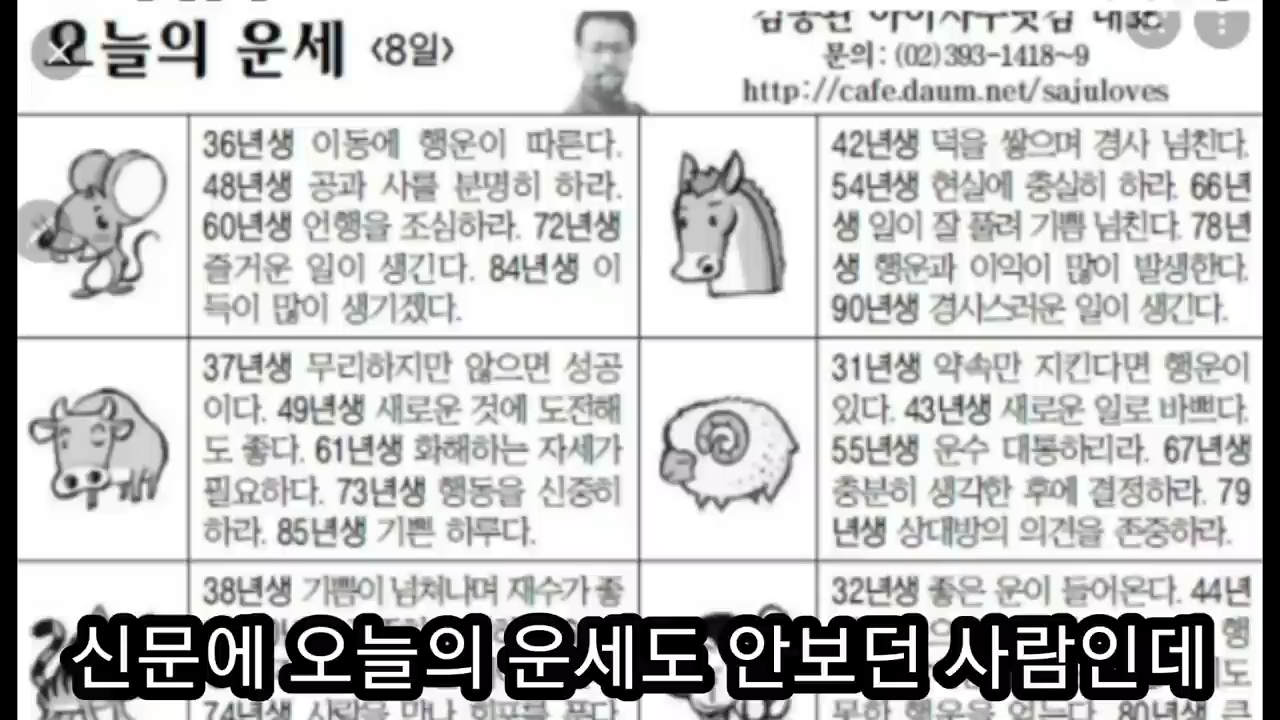 오늘의 운세 <8일>
문의: (02)393-1418~9
http://cafe.daum.net/sajuloves
36년생 이동에 행운이 따른다.
48년생 공과 사를 분명히 하라.
60년생 언행을 조심하라. 72년생
즐거운 일이 생긴다. 84년생 이
득이 많이 생기겠다.
42년생 덕을 쌓으며 경사 넘친다.
54년생 현실에 충실히 하라. 66년
생 일이 잘 풀려 기쁨 넘친다. 78년
생 행운과 이익이 많이 발생한다.
90년생 경사스러운 일이 생긴다.
37년생 무리하지만 않으면 성공
이다. 49년생 새로운 것에 도전해
도 좋다. 61년생 화해하는 자세가
필요하다. 73년생 행동을 신중히
하라. 85년생 기쁜 하루다.
31년생 약속만 지킨다면 행운이
있다. 43년생 새로운 일로 바쁘다.
55년생 운수 대통하리라. 67년생
충분히 생각한 후에 결정하라. 79
년생 상대방의 의견을 존중하라.
38년생 기쁨이 넘쳐나며 재수가 좋
74년생 사람을 만나
32년생 좋은 운이 들어온다. 44년
행
도
80년생 큰
신문에 오늘의 운세도 안보던 사람인데